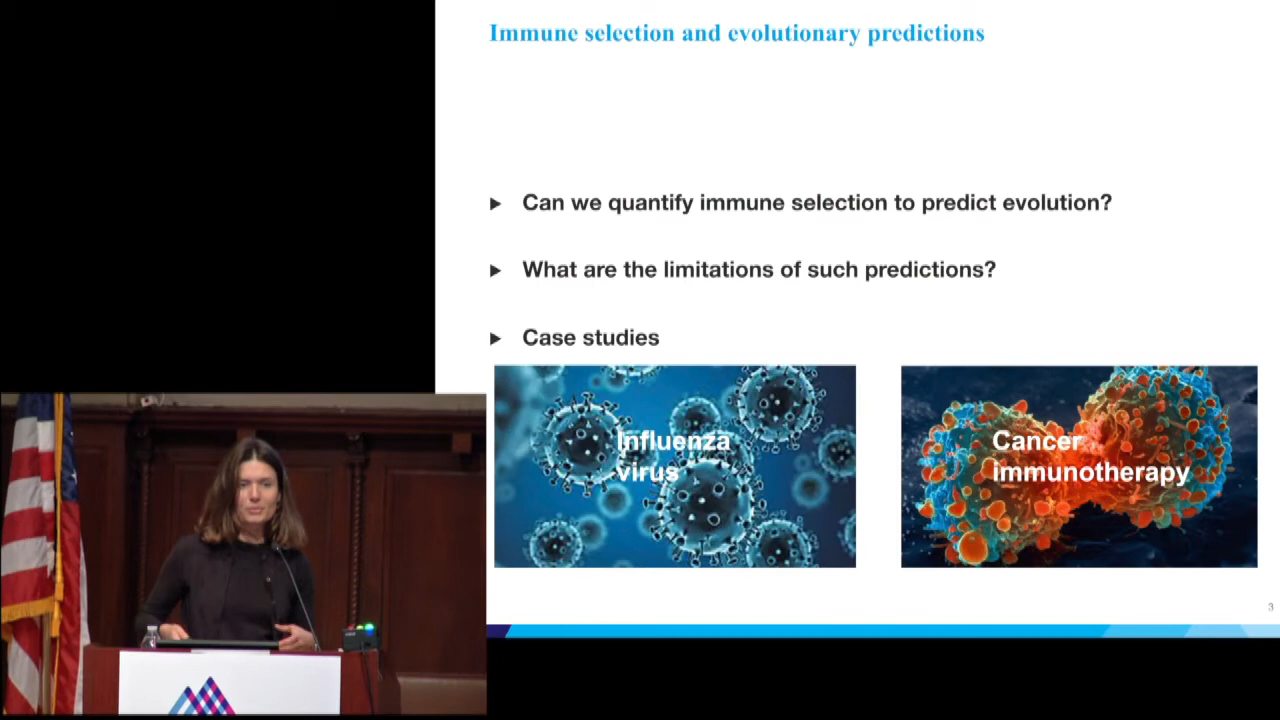 Immune selection and evolutionary predictions
Can we quantify immune selection to predict evolution?
What are the limitations of such predictions?
Case studies
Influenza
virus
Cancer
immunotherapy
3